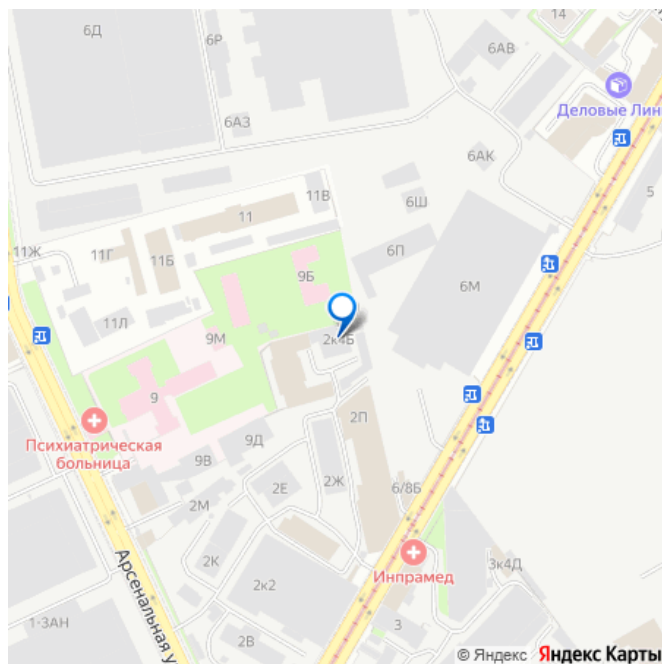 14
6Д
6Р
6АВ
Деловые Лин
6АЗ
6АК
5
11В
11
6Ш
11Ж
11Г
11Б
6П
9Б
6М
11Л
9М
2к4Б
9
2П
Психиатрическая
больница
9Д
9В
2Е
2Ж
6/8Б
2М
2К
Инпрамед
3к4Д
2к2
Арсенальная у
1-3АН
3
2В
© Яндекс Яндекс Карты